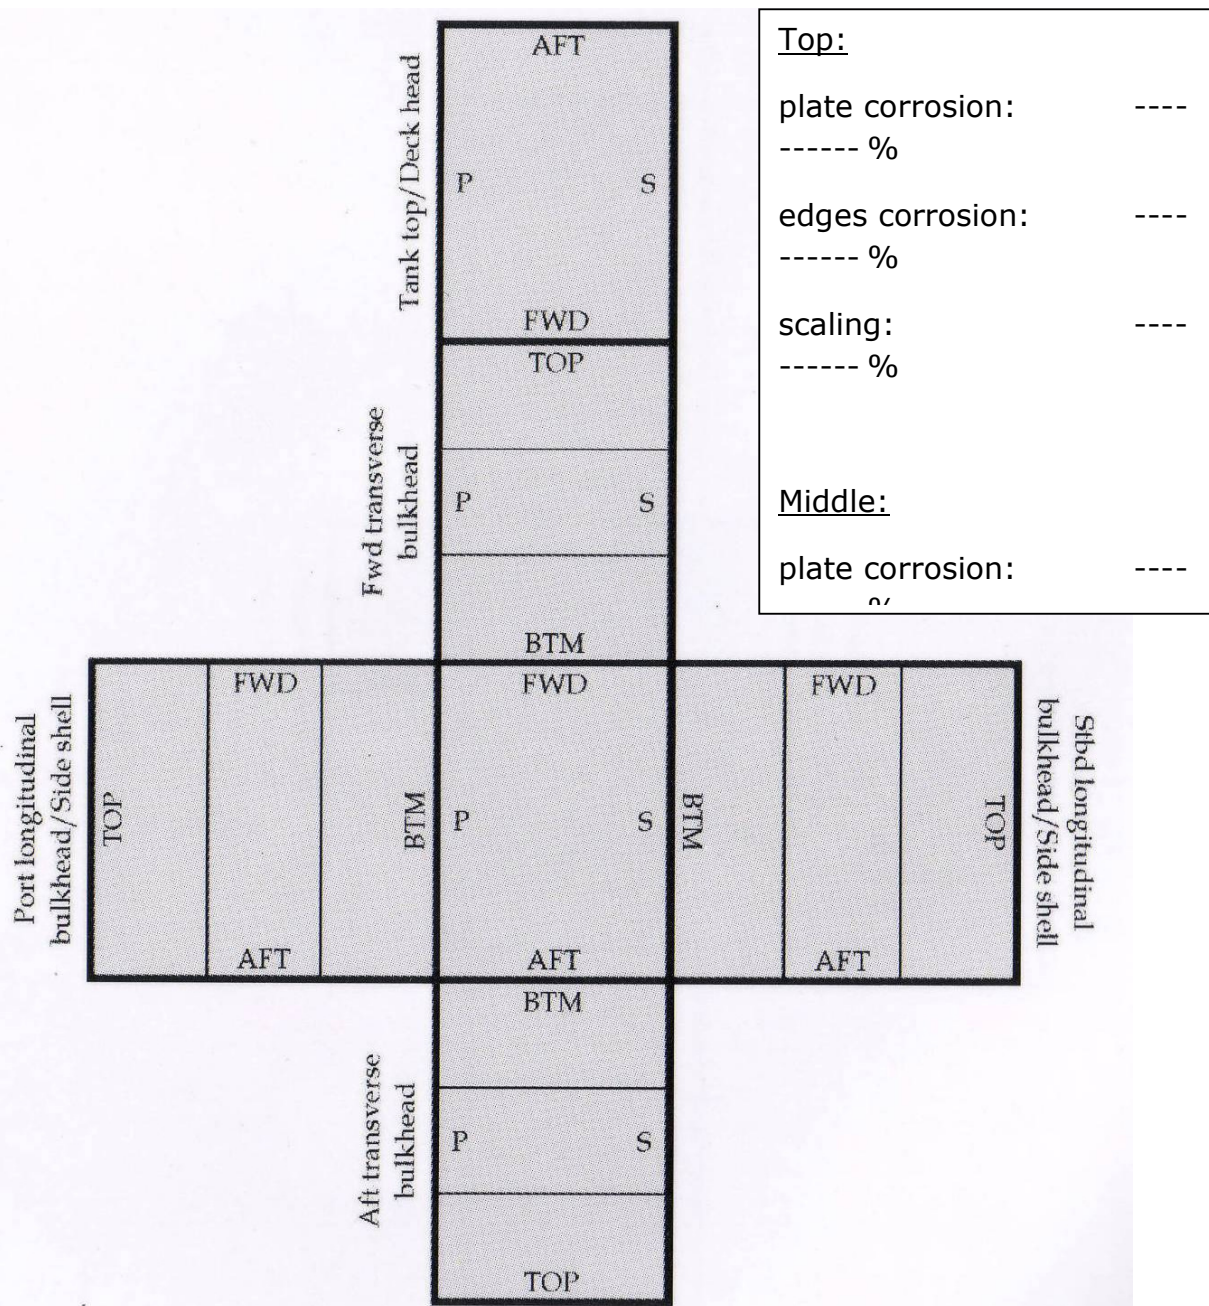 AFT
Tank top/Deck head
P
S
FWD
TOP
Fwd transverse
bulkhead
P
S
BTM
Port longitudinal
bulkhead/Side shell
TOP
FWD
AFT
BTM
FWD
P
S
AFT
BTM
FWD
AFT
TOP
Stbd longitudinal
bulkhead/Side shell
BTM
Aft transverse
bulkhead
P
S
TOP
Top:
plate corrosion: ----
------ %
edges corrosion: ----
------ %
scaling: ----
------ %
Middle:
plate corrosion: ----
------ %